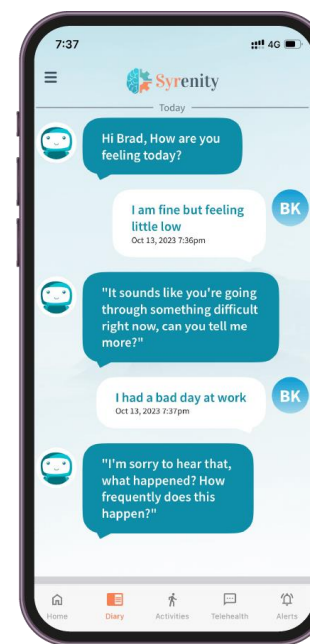 7:37
4G
Syrenity
Today
Hi Brad, How are you
feeling today?
I am fine but feeling
little low
Oct 13, 2023 7:36pm
BK
"It sounds like you're going
through something difficult
right now, can you tell me
more?"
I had a bad day at work
Oct 13, 2023 7:37pm
BK
"I'm sorry to hear that,
what happened? How
frequently does this
happen?"
Home Diary Activities Telehealth Alerts